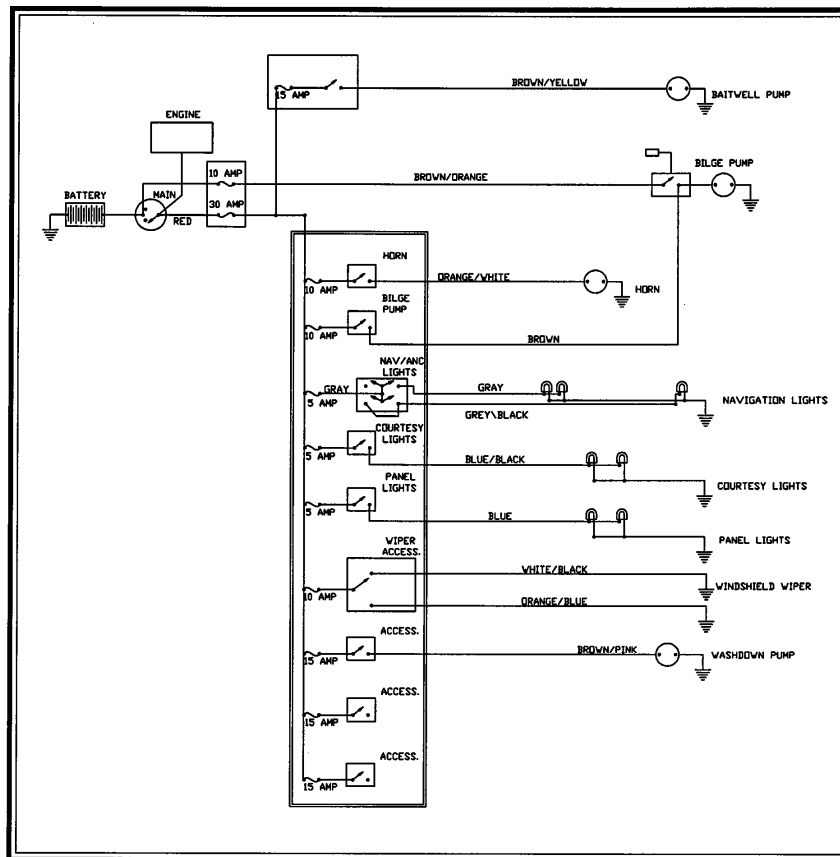 BROWN/YELLOW
15 AMP
BAITWELL PUMP
ENGINE
BILGE PUMP
10 AMP
BROWN/ORANGE
BATTERY
MAIN
30 AMP
RED
HORN
ORANGE/WHITE
10 AMP
HORN
BILGE
PUMP
10 AMP
BROWN
NAV/ANC
LIGHTS
GRAY
GRAY
5 AMP
NAVIGATION LIGHTS
GREY\BLACK
COURTESY
LIGHTS
5 AMP
BLUE/BLACK
COURTESY LIGHTS
PANEL
LIGHTS
5 AMP
BLUE
PANEL LIGHTS
WIPER
ACCESS.
WHITE/BLACK
WINDSHIELD WIPER
10 AMP
ORANGE/BLUE
ACCESS.
15 AMP
BROWN/PINK
WASHDOWN PUMP
ACCESS.
15 AMP
ACCESS.
15 AMP